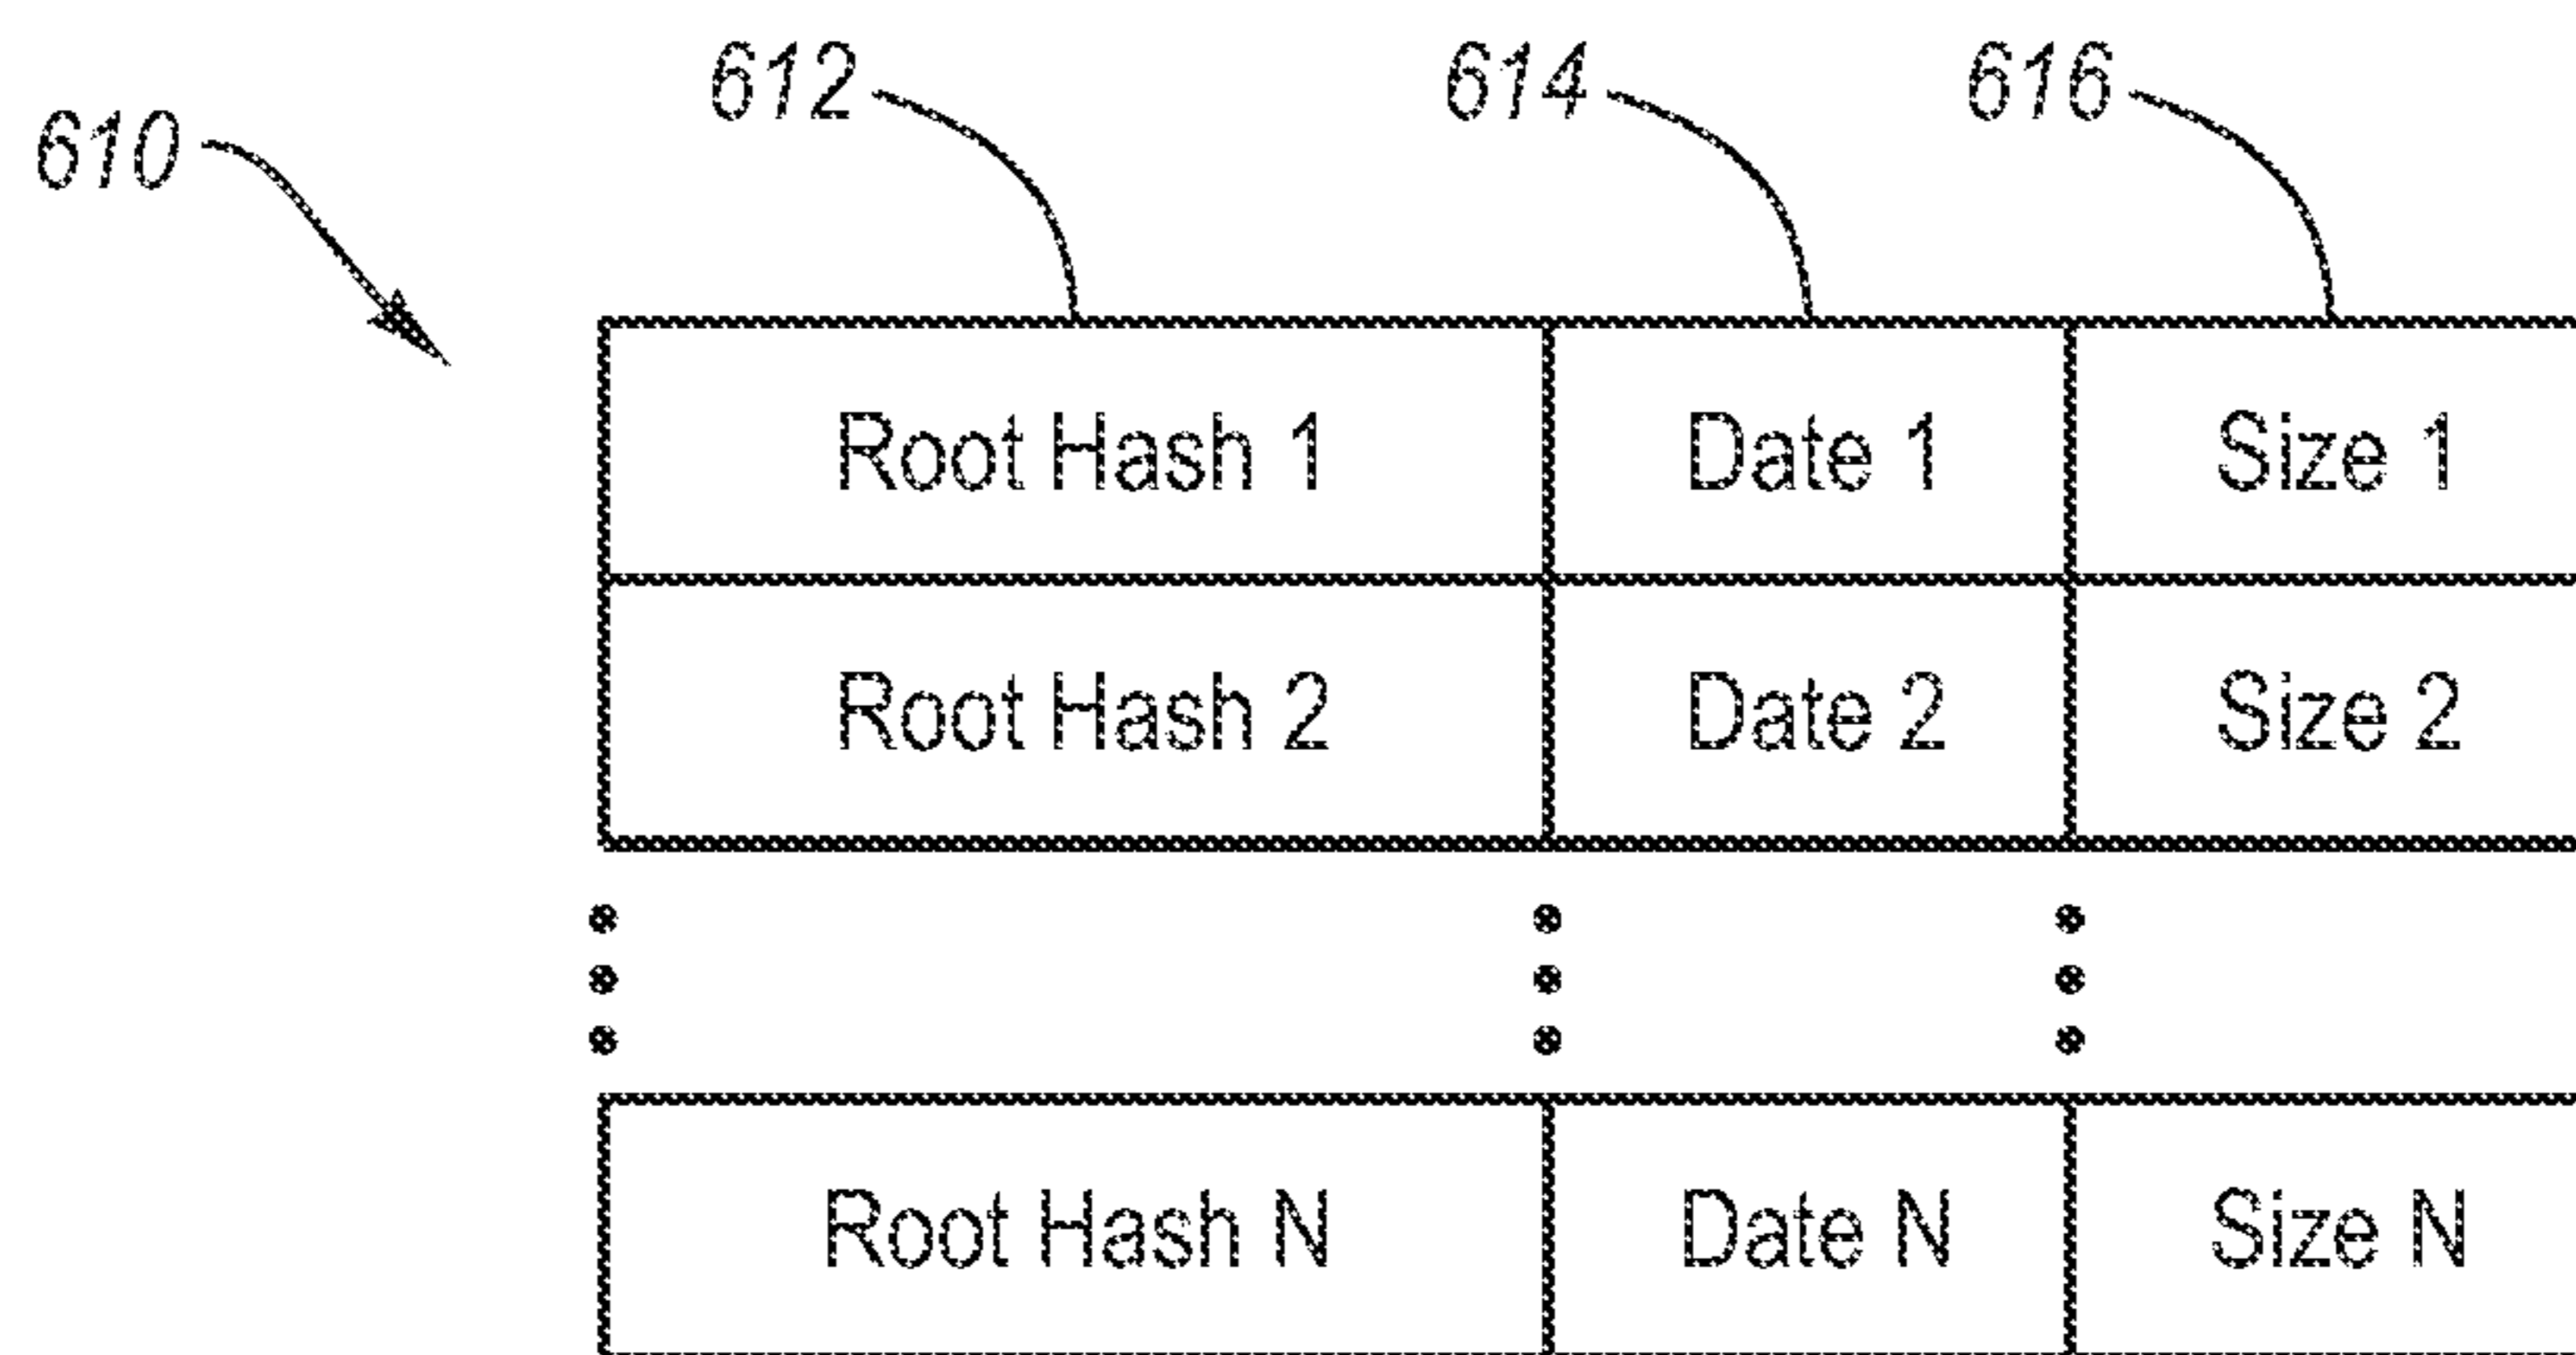 612 614 616
610
Root Hash 1 Date 1 Size 1
Root Hash 2 Date 2 Size 2
Root Hash N Date N Size N